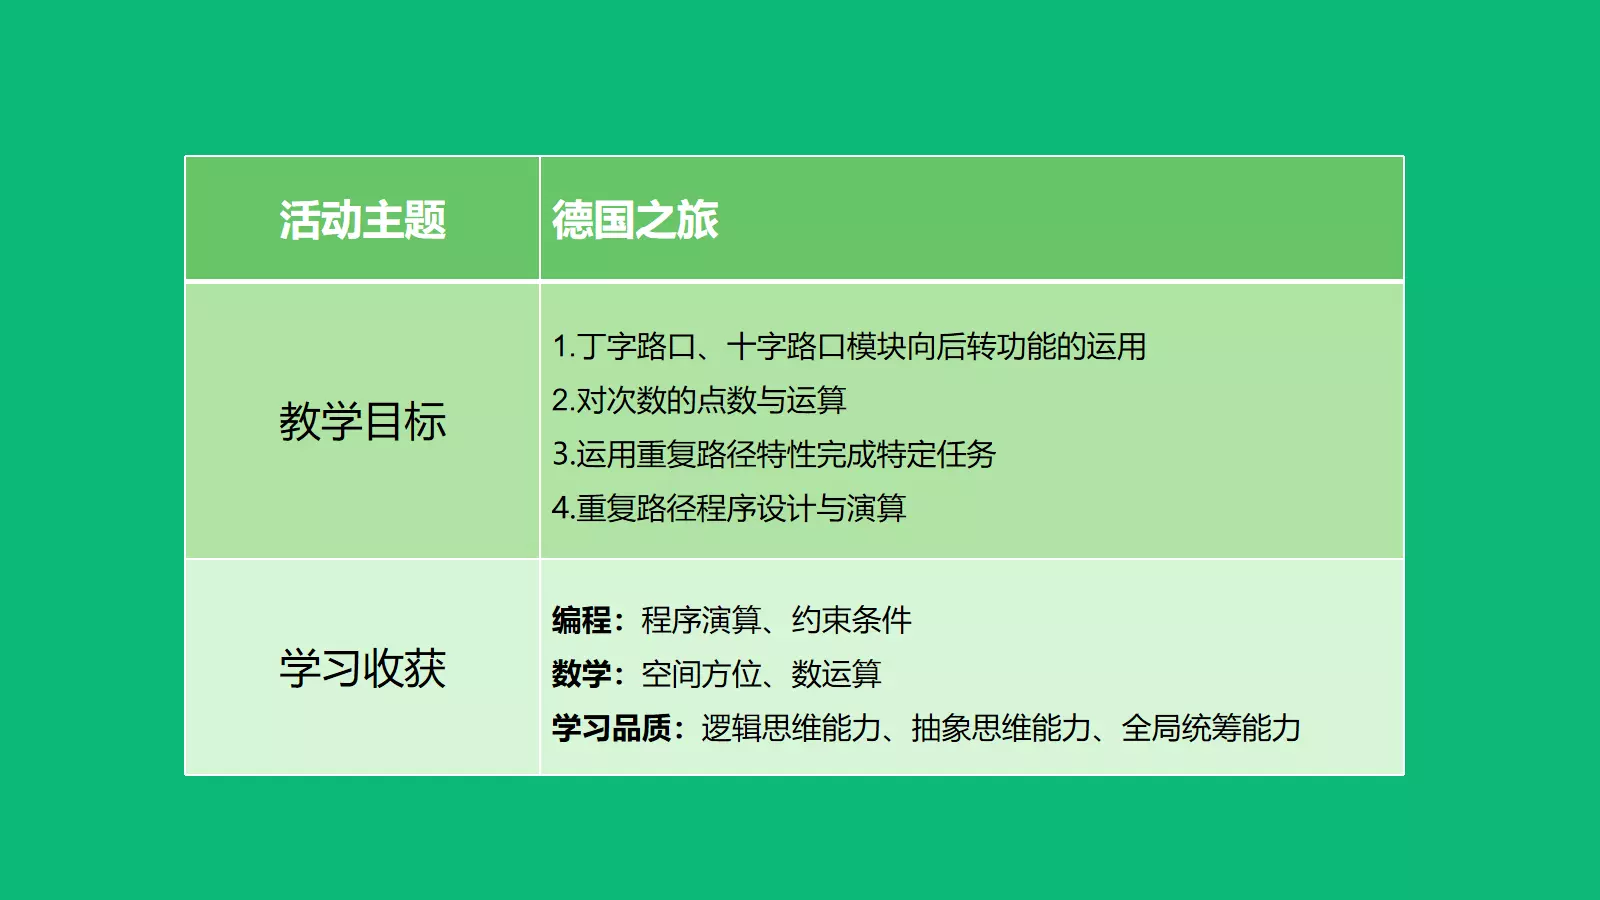 活动主题
德国之旅
教学目标
1.丁字路口、十字路口模块向后转功能的运用
2.对次数的点数与运算
3.运用重复路径特性完成特定任务
4.重复路径程序设计与演算
学习收获
编程：程序演算、约束条件
数学：空间方位、数运算
学习品质：逻辑思维能力、抽象思维能力、全局统筹能力